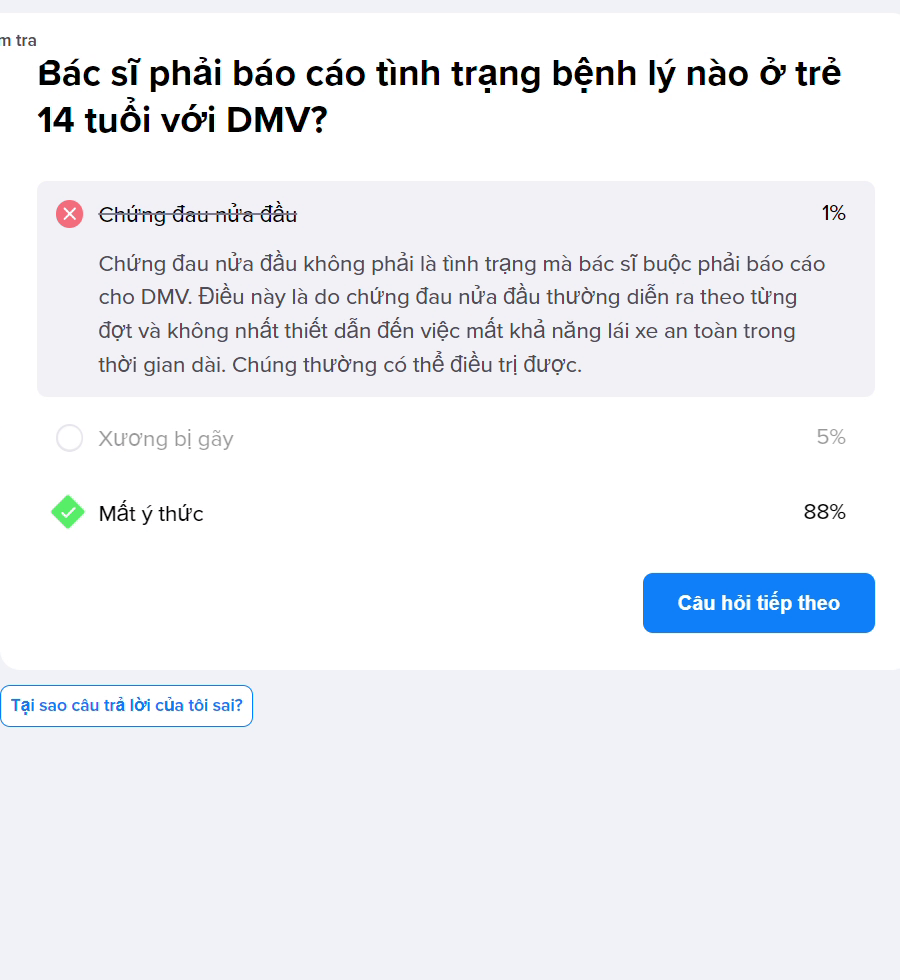 m tra
Bác sĩ phải báo cáo tình trạng bệnh lý nào ở trẻ
14 tuổi với DMV?
Chứng đau nửa đầu 1%
Chứng đau nửa đầu không phải là tình trạng mà bác sĩ buộc phải báo cáo
cho DMV. Điều này là do chứng đau nửa đầu thường diễn ra theo từng
đợt và không nhất thiết dẫn đến việc mất khả năng lái xe an toàn trong
thời gian dài. Chúng thường có thể điều trị được.
Xương bị gãy 5%
Mất ý thức 88%
Câu hỏi tiếp theo
Tại sao câu trả lời của tôi sai?